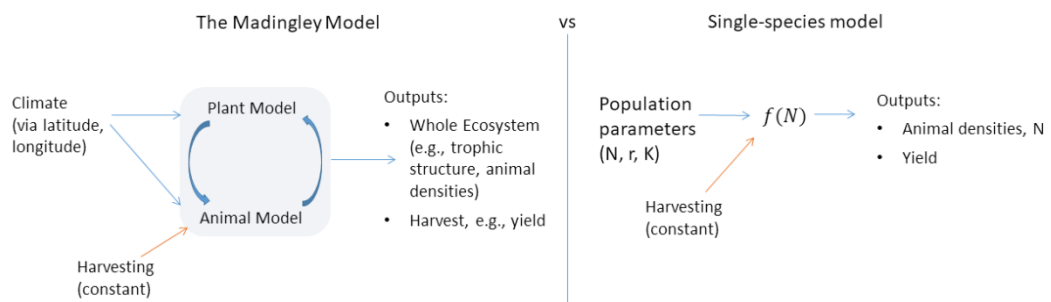 The Madingley Model
vs
Single-species model
Climate
(via latitude,
longitude)
Plant Model
Animal Model
Harvesting
(constant)
Outputs:
• Whole Ecosystem
(e.g., trophic
structure, animal
densities)
• Harvest, e.g., yield
Population
parameters
(N, r, K)
f(N)
Harvesting
(constant)
Outputs:
• Animal densities, N
• Yield